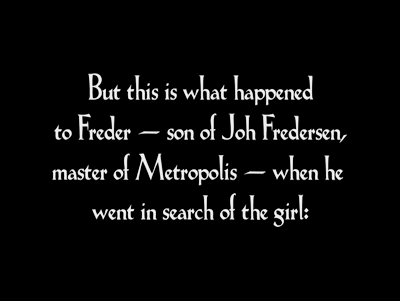 But this is what happened
to Freder — son of Joh Fredersen,
master of Metropolis — when he
went in search of the girl: